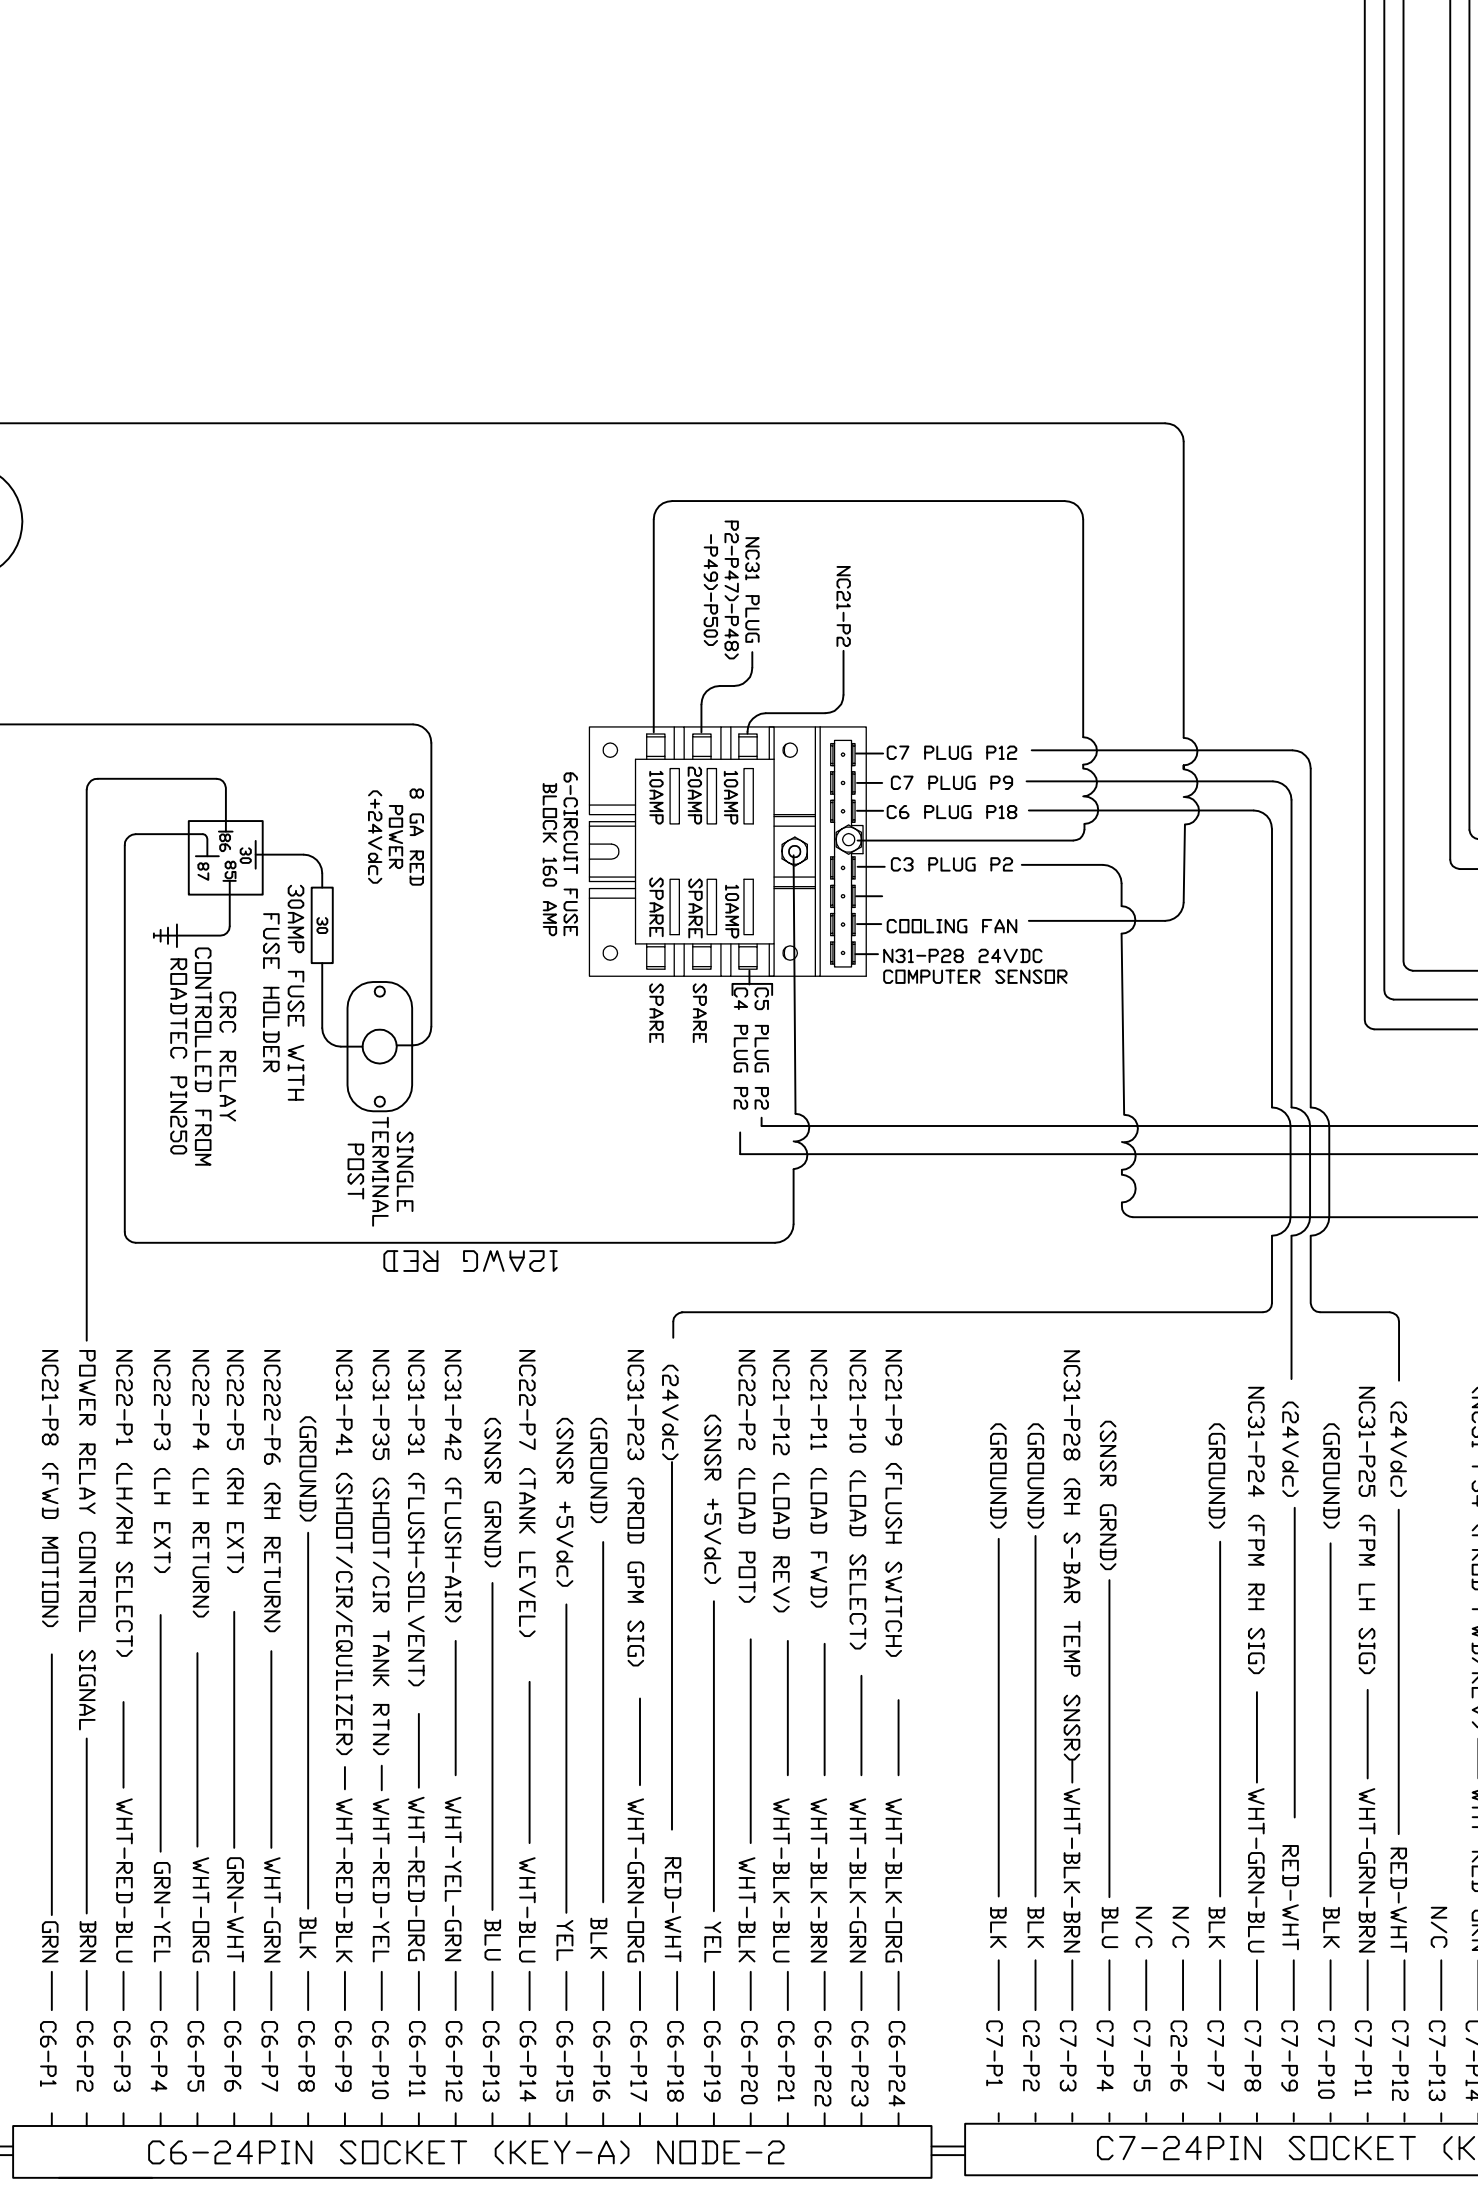 NC31 PLUG
P2-P47)-P48)
-P49)-P50)
NC21-P2
C7 PLUG P12
C7 PLUG P9
C6 PLUG P18
C3 PLUG P2
COOLING FAN
N31-P28 24VDC
COMPUTER SENSOR
10AMP
20AMP
10AMP
SPARE
SPARE
10AMP
6-CIRCUIT FUSE
BLOCK 160 AMP
SPARE
SPARE
C5 PLUG P2
C4 PLUG P2
8 GA RED
POWER
(+24Vdc)
86
30
85
87
30
30AMP FUSE WITH
FUSE HOLDER
CRC RELAY
CONTROLLED FROM
ROADTEC PIN250
SINGLE
TERMINAL
POST
12AWG RED
NC21-P8 (FWD MOTION) GRN C6-P1
POWER RELAY CONTROL SIGNAL BRN C6-P2
NC22-P1 (LH/RH SELECT) WHT-RED-BLU C6-P3
NC22-P3 (LH EXT) GRN-YEL C6-P4
NC22-P4 (LH RETURN) WHT-ORG C6-P5
NC22-P5 (RH EXT) GRN-WHT C6-P6
NC222-P6 (RH RETURN) WHT-GRN C6-P7
(GROUND) BLK C6-P8
NC31-P41 (SHOOT/CIR/EQUILIZER) WHT-RED-BLK C6-P9
NC31-P35 (SHOOT/CIR TANK RTN) WHT-RED-YEL C6-P10
NC31-P31 (FLUSH-SOLVENT) WHT-RED-ORG C6-P11
NC31-P42 (FLUSH-AIR) WHT-YEL-GRN C6-P12
(SNSR GRND) BLU C6-P13
NC22-P7 (TANK LEVEL) WHT-BLU C6-P14
(SNSR +5Vdc) YEL C6-P15
(GROUND) BLK C6-P16
NC31-P23 (PROD GPM SIG) WHT-GRN-ORG C6-P17
(24Vdc) RED-WHT C6-P18
(SNSR +5Vdc) YEL C6-P19
NC22-P2 (LOAD POT) WHT-BLK C6-P20
NC21-P12 (LOAD REV) WHT-BLK-BLU C6-P21
NC21-P11 (LOAD FWD) WHT-BLK-BRN C6-P22
NC21-P10 (LOAD SELECT) WHT-BLK-GRN C6-P23
NC21-P9 (FLUSH SWITCH) WHT-BLK-ORG C6-P24
(GROUND) BLK C7-P1
(GROUND) BLK C2-P2
NC31-P28 (RH S-BAR TEMP SNSR) WHT-BLK-BRN C7-P3
(SNSR GRND) BLU C7-P4
N/C C7-P5
N/C C2-P6
(GROUND) BLK C7-P7
NC31-P24 (FPM RH SIG) WHT-GRN-BLU C7-P8
(24Vdc) RED-WHT C7-P9
(GROUND) BLK C7-P10
NC31-P25 (FPM LH SIG) WHT-GRN-BRN C7-P11
(24Vdc) RED-WHT C7-P12
N/C C7-P13
C7-P14
C6-24PIN SOCKET (KEY-A) NODE-2
C7-24PIN SOCKET (K